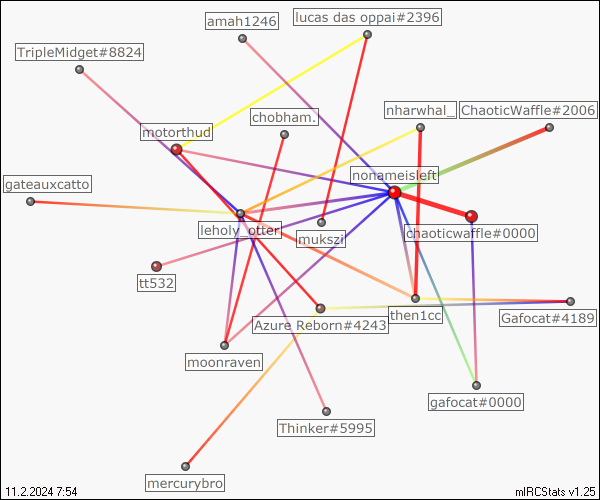 amah1246
lucas das oppai#2396
TripleMidget#8824
nharwhal_
ChaoticWaffle#2006
chobham.
motorthud
nonameisleft
gateauxcatto
leholy_otter
mukszi
chaoticwaffle#0000
tt532
Azure Reborn#4243
then1cc
Gafocat#4189
moonraven
gafocat#0000
Thinker#5995
mercurybro
11.2.2024 7:54
mIRCStats v1.25